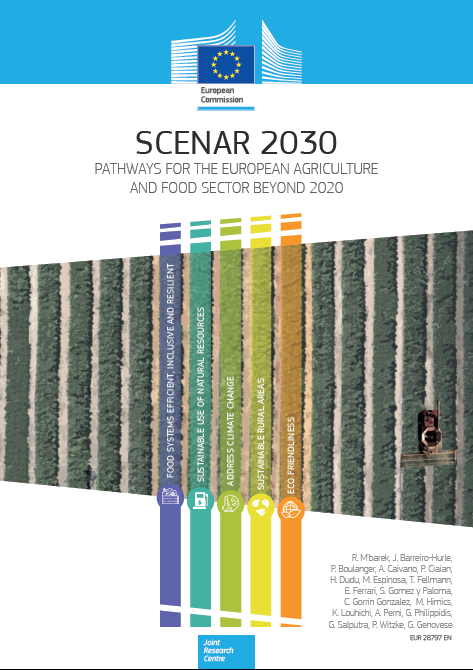 European
Commission
SCENAR 2030
PATHWAYS FOR THE EUROPEAN AGRICULTURE
AND FOOD SECTOR BEYOND 2020
FOOD SYSTEMS EFFICIENT, INCLUSIVE AND RESILIENT
SUSTAINABLE USE OF NATURAL RESOURCES
ADDRESS CLIMATE CHANGE
SUSTAINABLE RURAL AREAS
ECO FRIENDLINESS
R. M'barek, J. Barreiro-Hurle,
P. Boulanger, A. Caivano, P. Ciaian,
H. Dudu, M. Espinosa, T. Fellmann,
E. Ferrari, S. Gomez y Paloma,
C. Gorrin Gonzalez, M. Himics,
K. Louhichi, A. Perni, G. Philippidis,
G. Salputra, P. Witzke, G. Genovese
EUR 28797 EN
Joint
Research
Centre